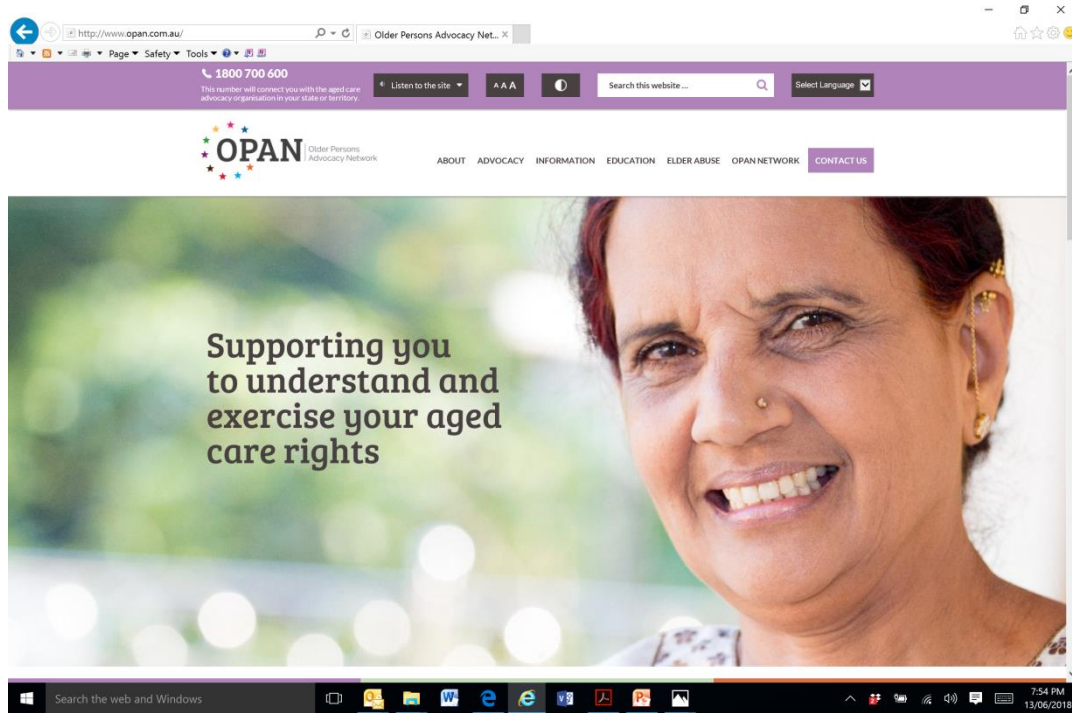 http://www.opan.com.au/
Older Persons Advocacy Net...
Page Safety Tools
1800 700 600
This number will connect you with the aged care
advocacy organisation in your state or territory.
Listen to the site
A A A
Search this website ...
Select Language
OPAN
Older Persons
Advocacy Network
ABOUT ADVOCACY INFORMATION EDUCATION ELDER ABUSE OPAN NETWORK CONTACT US
Supporting you
to understand and
exercise your aged
care rights
Search the web and Windows
7:54 PM
13/06/2018